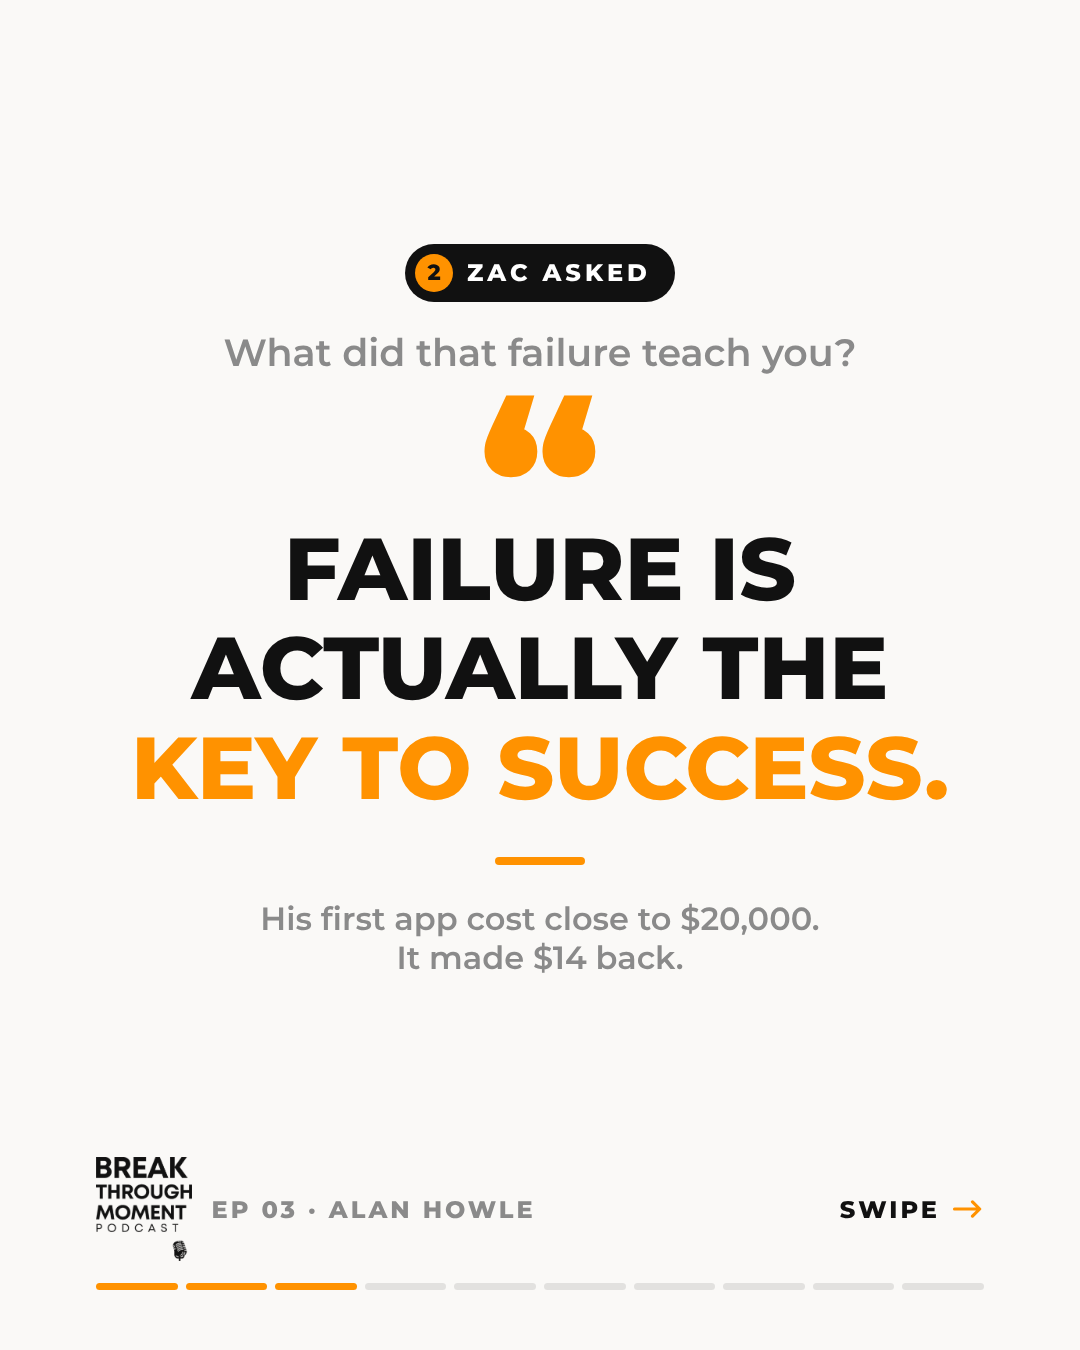 2 ZAC ASKED
What did that failure teach you?
“
FAILURE IS
ACTUALLY THE
KEY TO SUCCESS.
His first app cost close to $20,000.
It made $14 back.
BREAK
THROUGH
MOMENT
PODCAST
EP 03 · ALAN HOWLE
SWIPE →